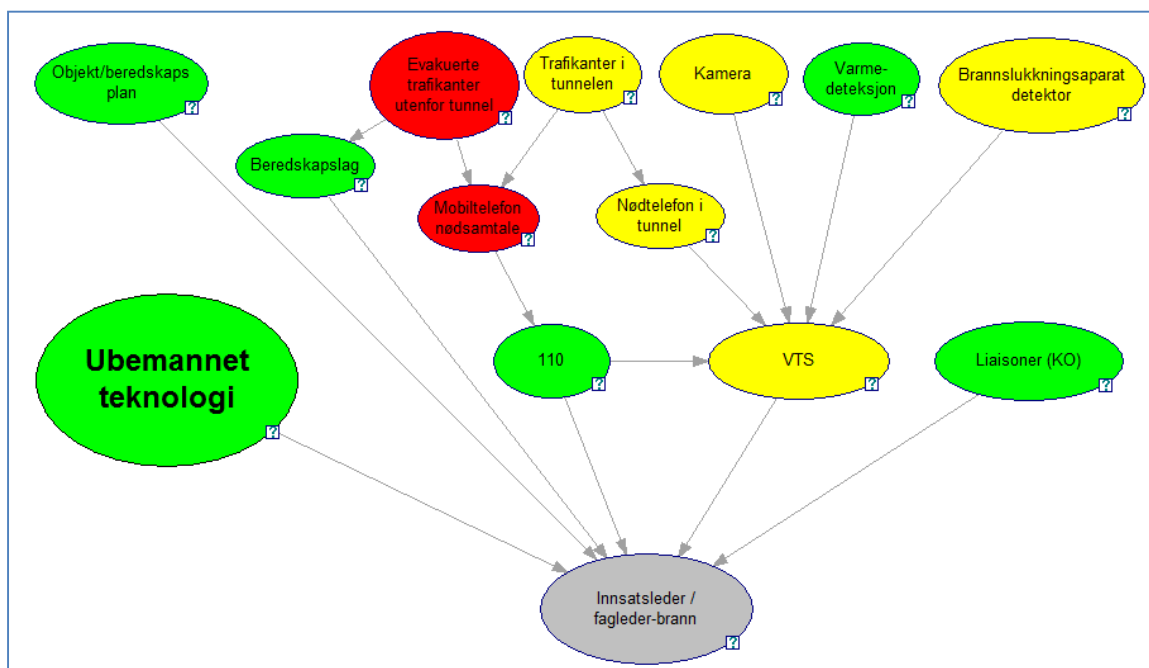 Objekt/beredskaps
plan
?
Evakuerte
trafikanter
utenfor tunnel
?
Trafikanter i
tunnelen
?
Kamera
?
Varme-
deteksjon
?
Brannslukkningsaparat
detektor
?
Beredskapslag
?
Mobiltelefon
nødsamtale
?
Nødtelefon i
tunnel
?
Ubemannet
teknologi
?
110
?
VTS
?
Liaisoner (KO)
?
Innsatsleder /
fagleder-brann
?